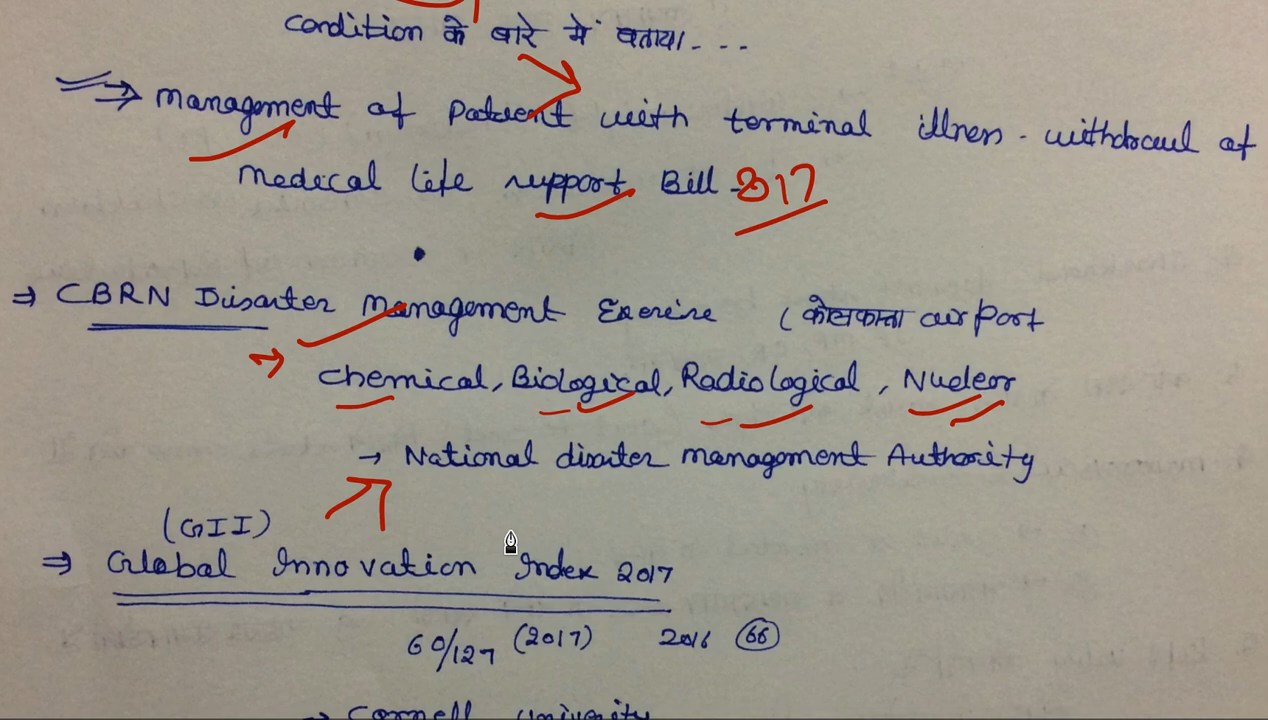 condition के बारे में बताया. - -
⇒ management of patient with terminal illness - withdrawl of
medical life support Bill - 2017
⇒ CBRN Disaster management Exercise ( कोलकाता airport
→ chemical, Biological, Radiological, Nuclear
→ National disaster management Authority
(GII)
⇒ Global Innovation Index 2017
60/127 (2017) 2016 66
→ Cornell university